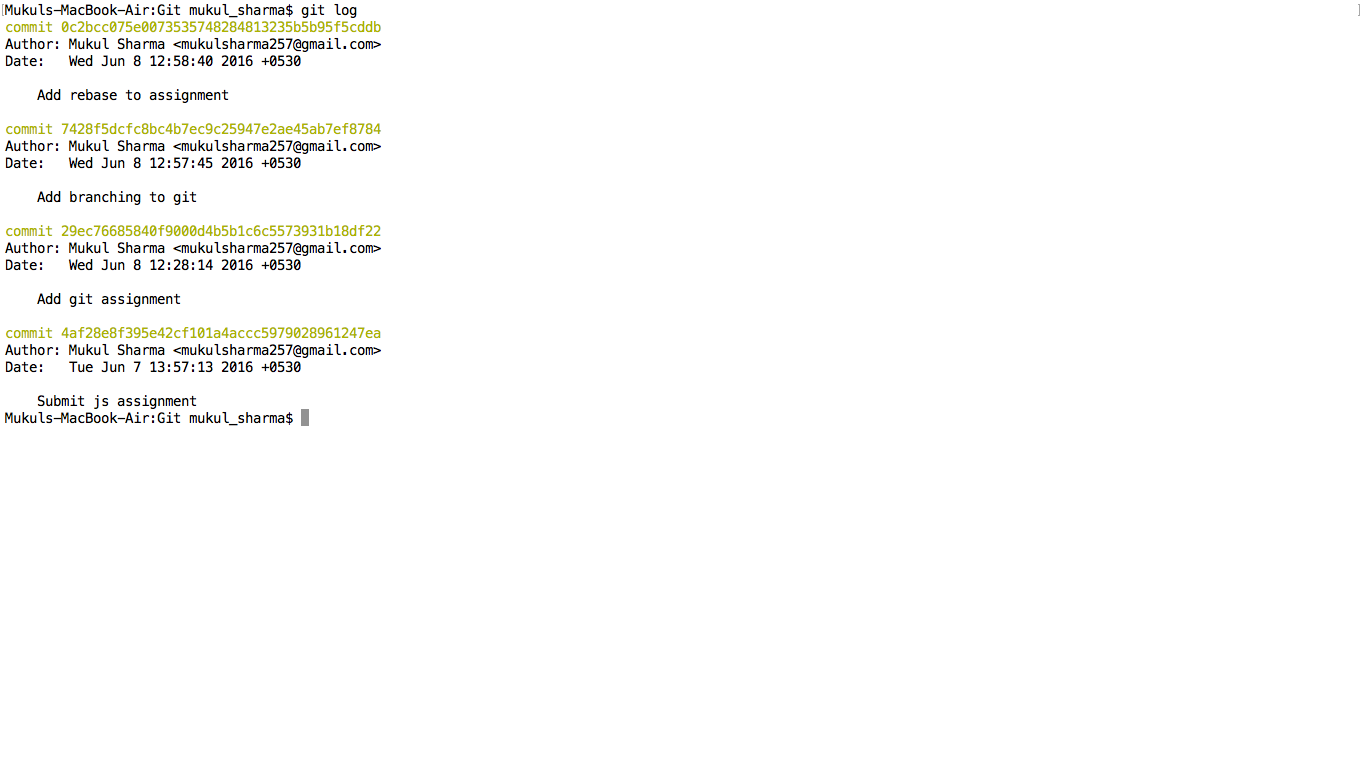 Mukuls-MacBook-Air:Git mukul_sharma$ git log
commit 0c2bcc075e0073535748284813235b5b95f5cddb
Author: Mukul Sharma <mukulsharma257@gmail.com>
Date:   Wed Jun 8 12:58:40 2016 +0530
    Add rebase to assignment
commit 7428f5dcfc8bc4b7ec9c25947e2ae45ab7ef8784
Author: Mukul Sharma <mukulsharma257@gmail.com>
Date:   Wed Jun 8 12:57:45 2016 +0530
    Add branching to git
commit 29ec76685840f9000d4b5b1c6c5573931b18df22
Author: Mukul Sharma <mukulsharma257@gmail.com>
Date:   Wed Jun 8 12:28:14 2016 +0530
    Add git assignment
commit 4af28e8f395e42cf101a4accc5979028961247ea
Author: Mukul Sharma <mukulsharma257@gmail.com>
Date:   Tue Jun 7 13:57:13 2016 +0530
    Submit js assignment
Mukuls-MacBook-Air:Git mukul_sharma$